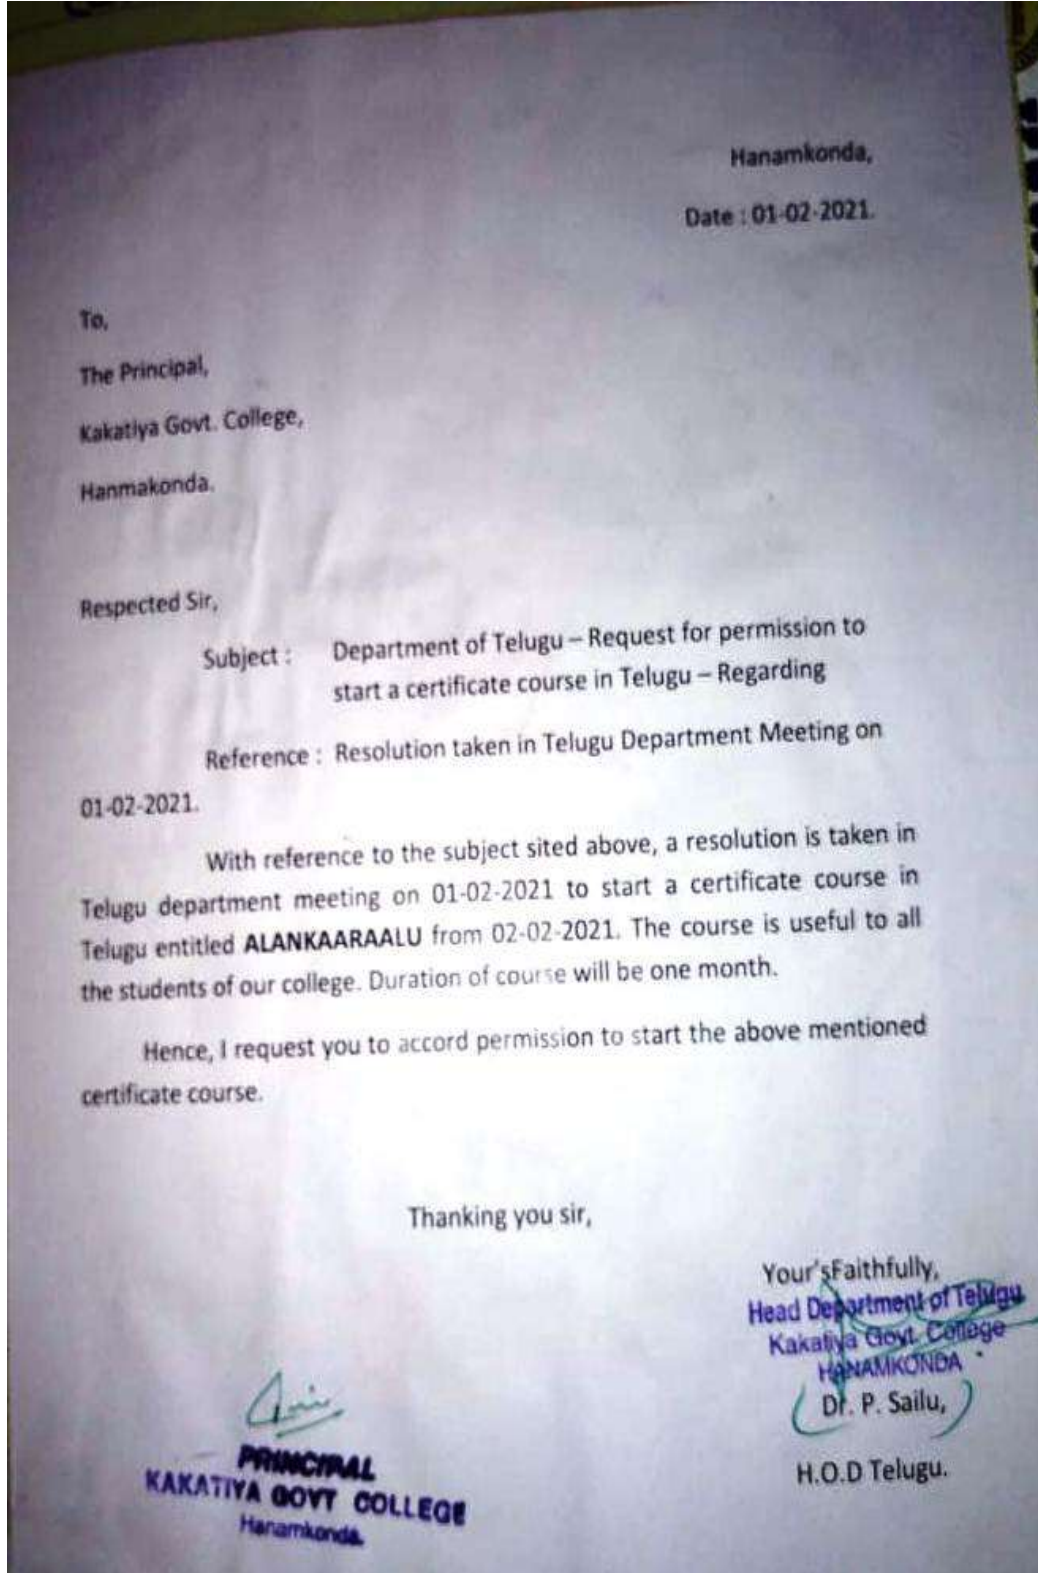 Hanamkonda,
Date : 01-02-2021.
To,
The Principal,
Kakatiya Govt. College,
Hanmakonda.
Respected Sir,
Subject : Department of Telugu – Request for permission to
start a certificate course in Telugu – Regarding
Reference : Resolution taken in Telugu Department Meeting on
01-02-2021.
With reference to the subject sited above, a resolution is taken in
Telugu department meeting on 01-02-2021 to start a certificate course in
Telugu entitled ALANKAARAALU from 02-02-2021. The course is useful to all
the students of our college. Duration of course will be one month.
Hence, I request you to accord permission to start the above mentioned
certificate course.
Thanking you sir,
Your'sFaithfully,
Head Department of Telugu
Kakatiya Govt. College
HANAMKONDA
(Dr. P. Sailu,)
H.O.D Telugu.
PRINCIPAL
KAKATIYA GOVT COLLEGE
Hanamkonda.